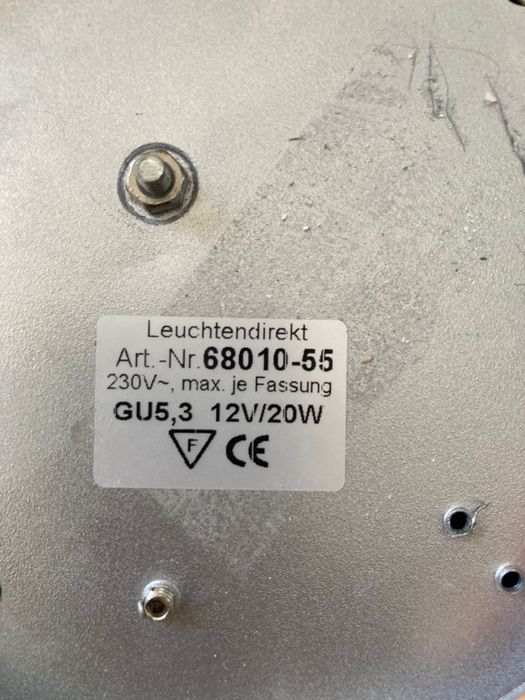 Leuchtendirekt
Art.-Nr.68010-55
230V~, max. je Fassung
GU5,3 12V/20W
F CE